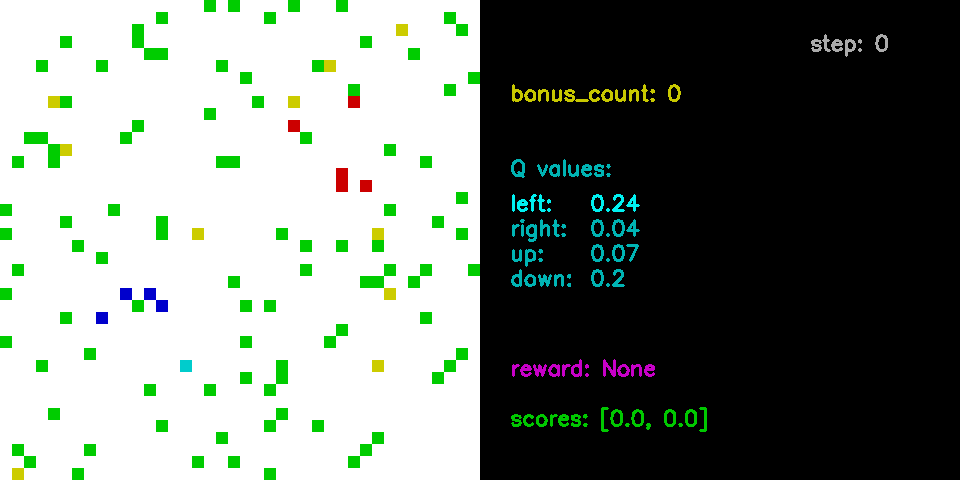 step: 0
bonus_count: 0
Q values:
left: 0.24
right: 0.04
up: 0.07
down: 0.2
reward: None
scores: [0.0, 0.0]